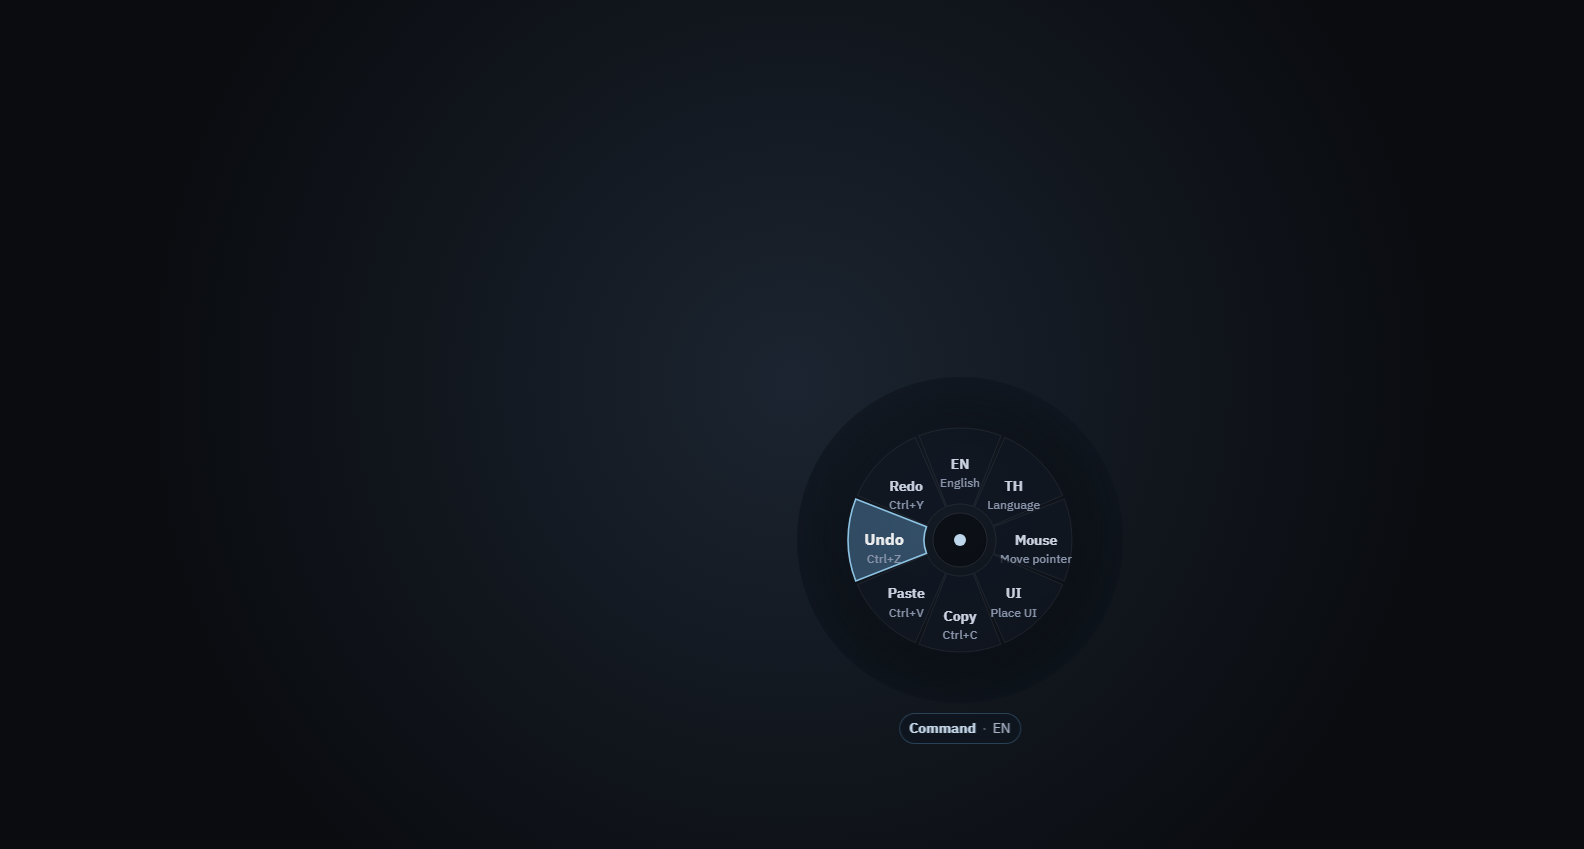 EN
English
Redo
Ctrl+Y
TH
Language
Undo
Ctrl+Z
Mouse
Move pointer
Paste
Ctrl+V
UI
Place UI
Copy
Ctrl+C
Command · EN